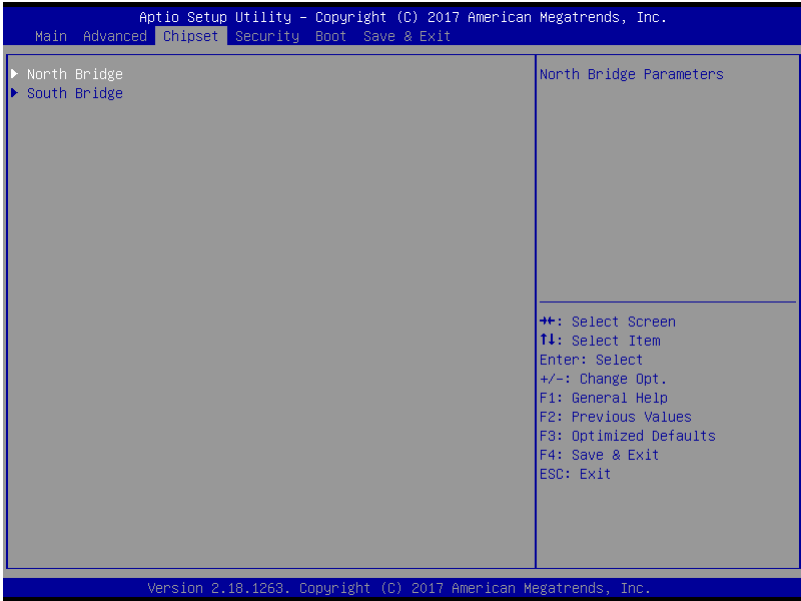 Aptio Setup Utility – Copyright (C) 2017 American Megatrends, Inc.
Main Advanced Chipset Security Boot Save & Exit
North Bridge
South Bridge
North Bridge Parameters
→←: Select Screen
↑↓: Select Item
Enter: Select
+/-: Change Opt.
F1: General Help
F2: Previous Values
F3: Optimized Defaults
F4: Save & Exit
ESC: Exit
Version 2.18.1263. Copyright (C) 2017 American Megatrends, Inc.